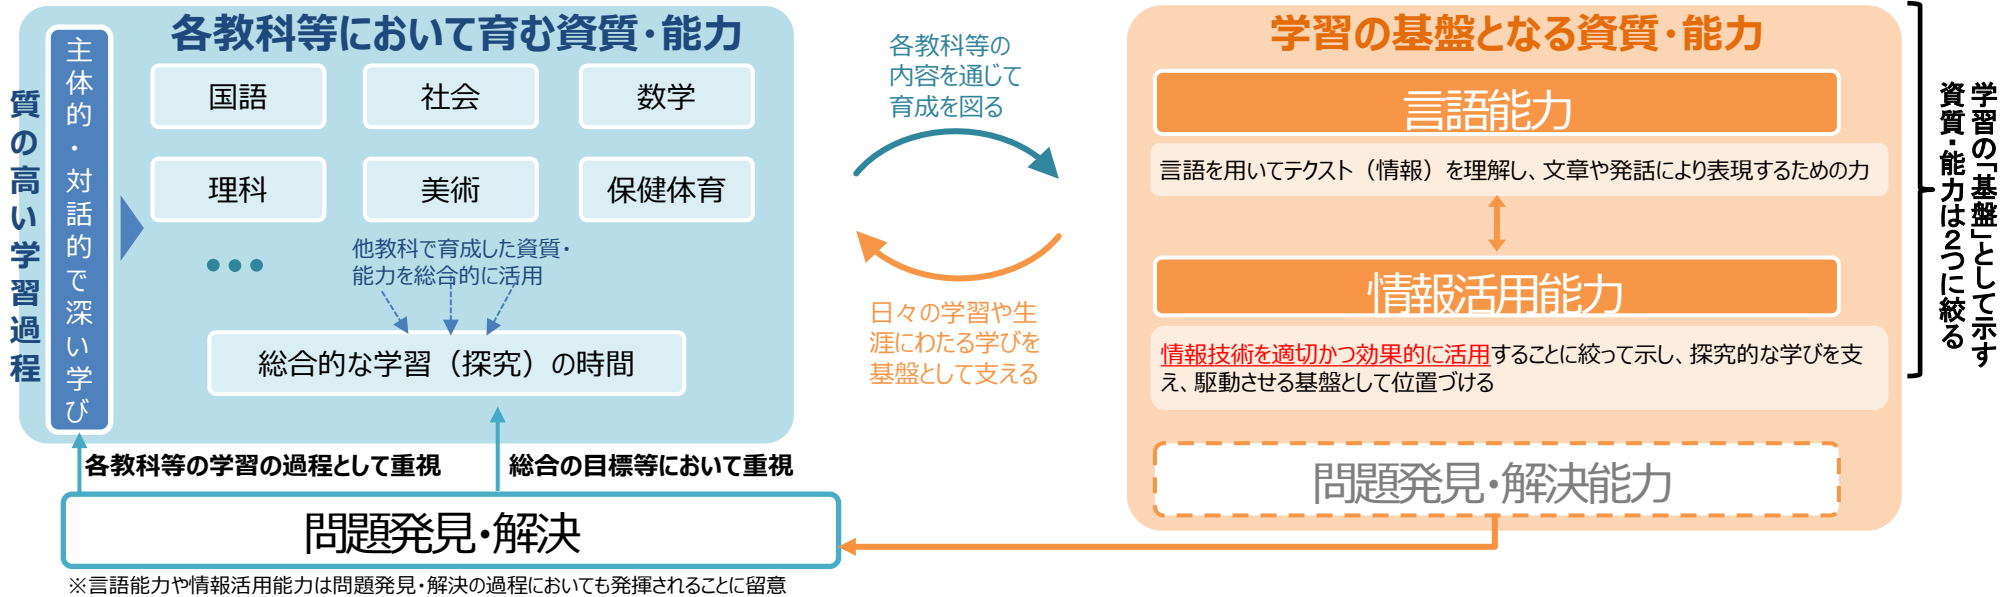 各教科等において育む資質・能力
質の高い学習過程
主体的・対話的で深い学び
国語
社会
数学
理科
美術
保健体育
•••
他教科で育成した資質・
能力を総合的に活用
総合的な学習（探究）の時間
各教科等の学習の過程として重視
総合の目標等において重視
問題発見・解決
※言語能力や情報活用能力は問題発見・解決の過程においても発揮されることに留意
各教科等の
内容を通じて
育成を図る
日々の学習や生
涯にわたる学びを
基盤として支える
学習の基盤となる資質・能力
言語能力
言語を用いてテクスト（情報）を理解し、文章や発話により表現するための力
情報活用能力
情報技術を適切かつ効果的に活用することに絞って示し、探究的な学びを支
え、駆動させる基盤として位置づける
問題発見・解決能力
学習の「基盤」として示す
資質・能力は２つに絞る